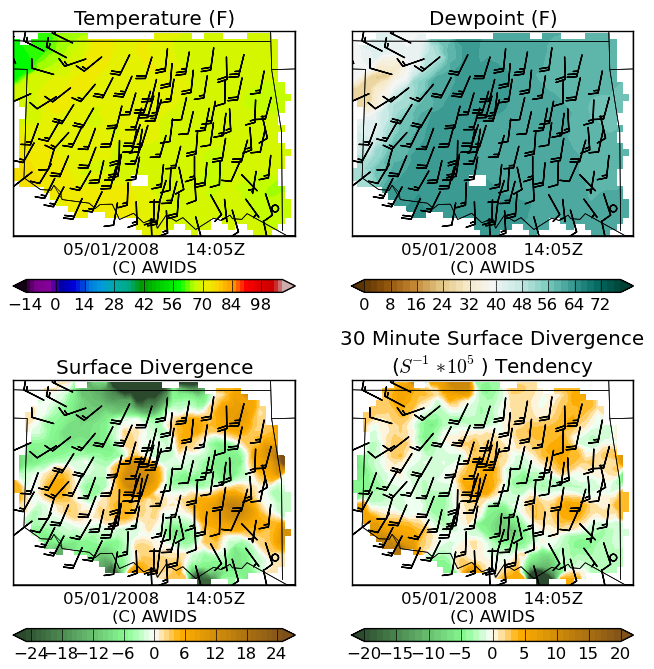 Temperature (F)
Dewpoint (F)
05/01/2008 14:05Z
(C) AWIDS
05/01/2008 14:05Z
(C) AWIDS
−14 0 14 28 42 56 70 84 98
0 8 16 24 32 40 48 56 64 72
Surface Divergence
30 Minute Surface Divergence
(S⁻¹ *10⁵ ) Tendency
05/01/2008 14:05Z
(C) AWIDS
05/01/2008 14:05Z
(C) AWIDS
−24 −18 −12 −6 0 6 12 18 24
−20 −15 −10 −5 0 5 10 15 20